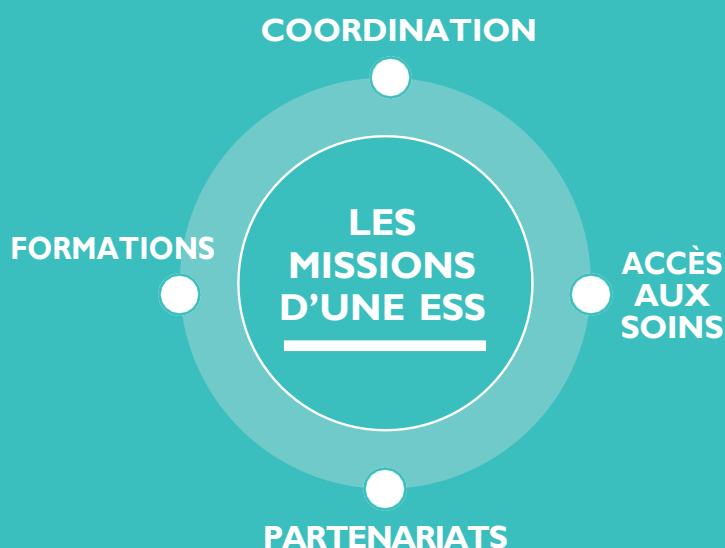 COORDINATION
FORMATIONS
LES
MISSIONS
D'UNE ESS
ACCÈS
AUX
SOINS
PARTENARIATS